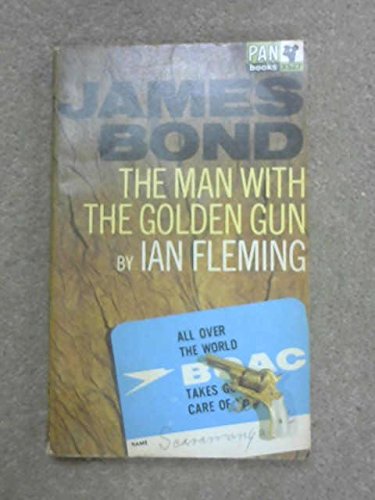 PAN
books
JAMES
BOND
THE MAN WITH
THE GOLDEN GUN
BY IAN FLEMING
ALL OVER
THE WORLD
BOAC
TAKES
CARE OF
NAME